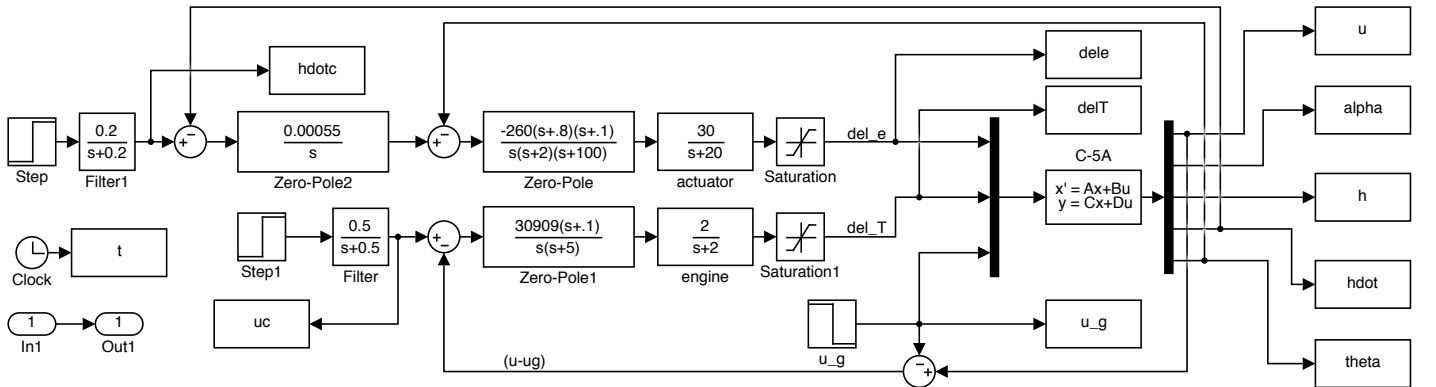 u
hdotc
dele
delT
alpha
0.2
s+0.2
+
−
0.00055
s
+
−
-260(s+.8)(s+.1)
s(s+2)(s+100)
30
s+20
del_e
C-5A
Step
Filter1
Zero-Pole2
Zero-Pole
actuator
Saturation
x' = Ax+Bu
y = Cx+Du
h
0.5
s+0.5
+
−
30909(s+.1)
s(s+5)
2
s+2
del_T
t
Clock
Step1
Filter
Zero-Pole1
engine
Saturation1
hdot
1
In1
1
Out1
uc
u_g
u_g
(u-ug)
−
+
theta